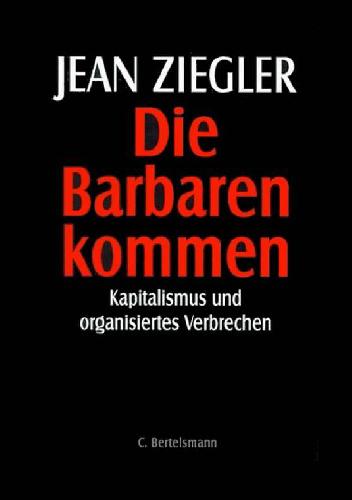 JEAN ZIEGLER
Die
Barbaren
kommen
Kapitalismus und
organisiertes Verbrechen
C. Bertelsmann